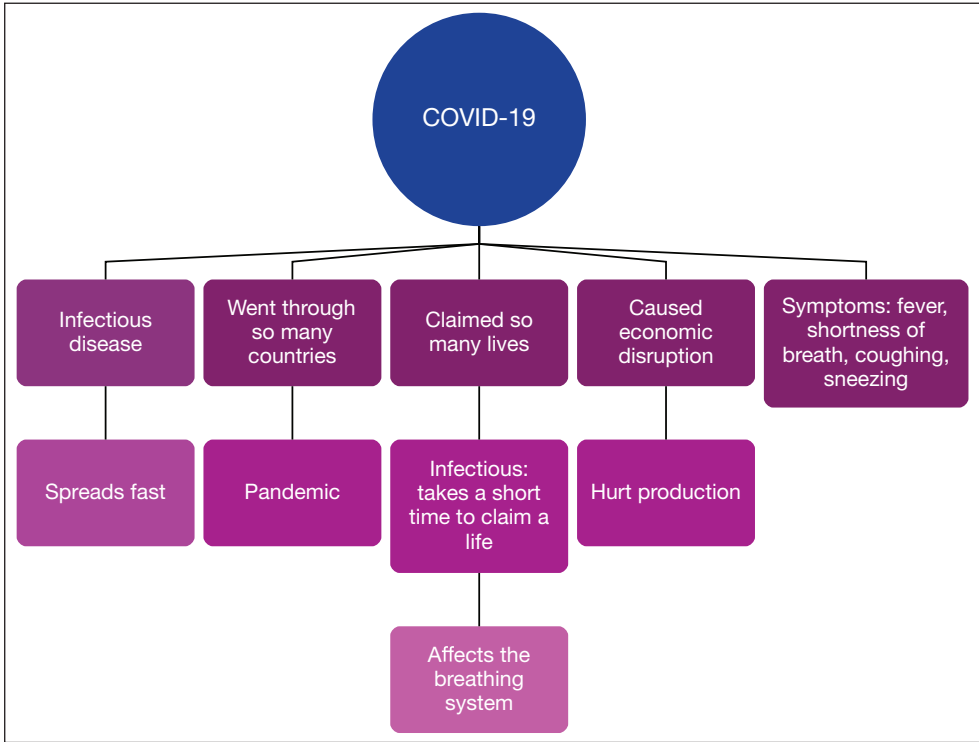 COVID-19
Infectious
disease
Went through
so many
countries
Claimed so
many lives
Caused
economic
disruption
Symptoms: fever,
shortness of
breath, coughing,
sneezing
Spreads fast
Pandemic
Infectious:
takes a short
time to claim a
life
Hurt production
Affects the
breathing
system